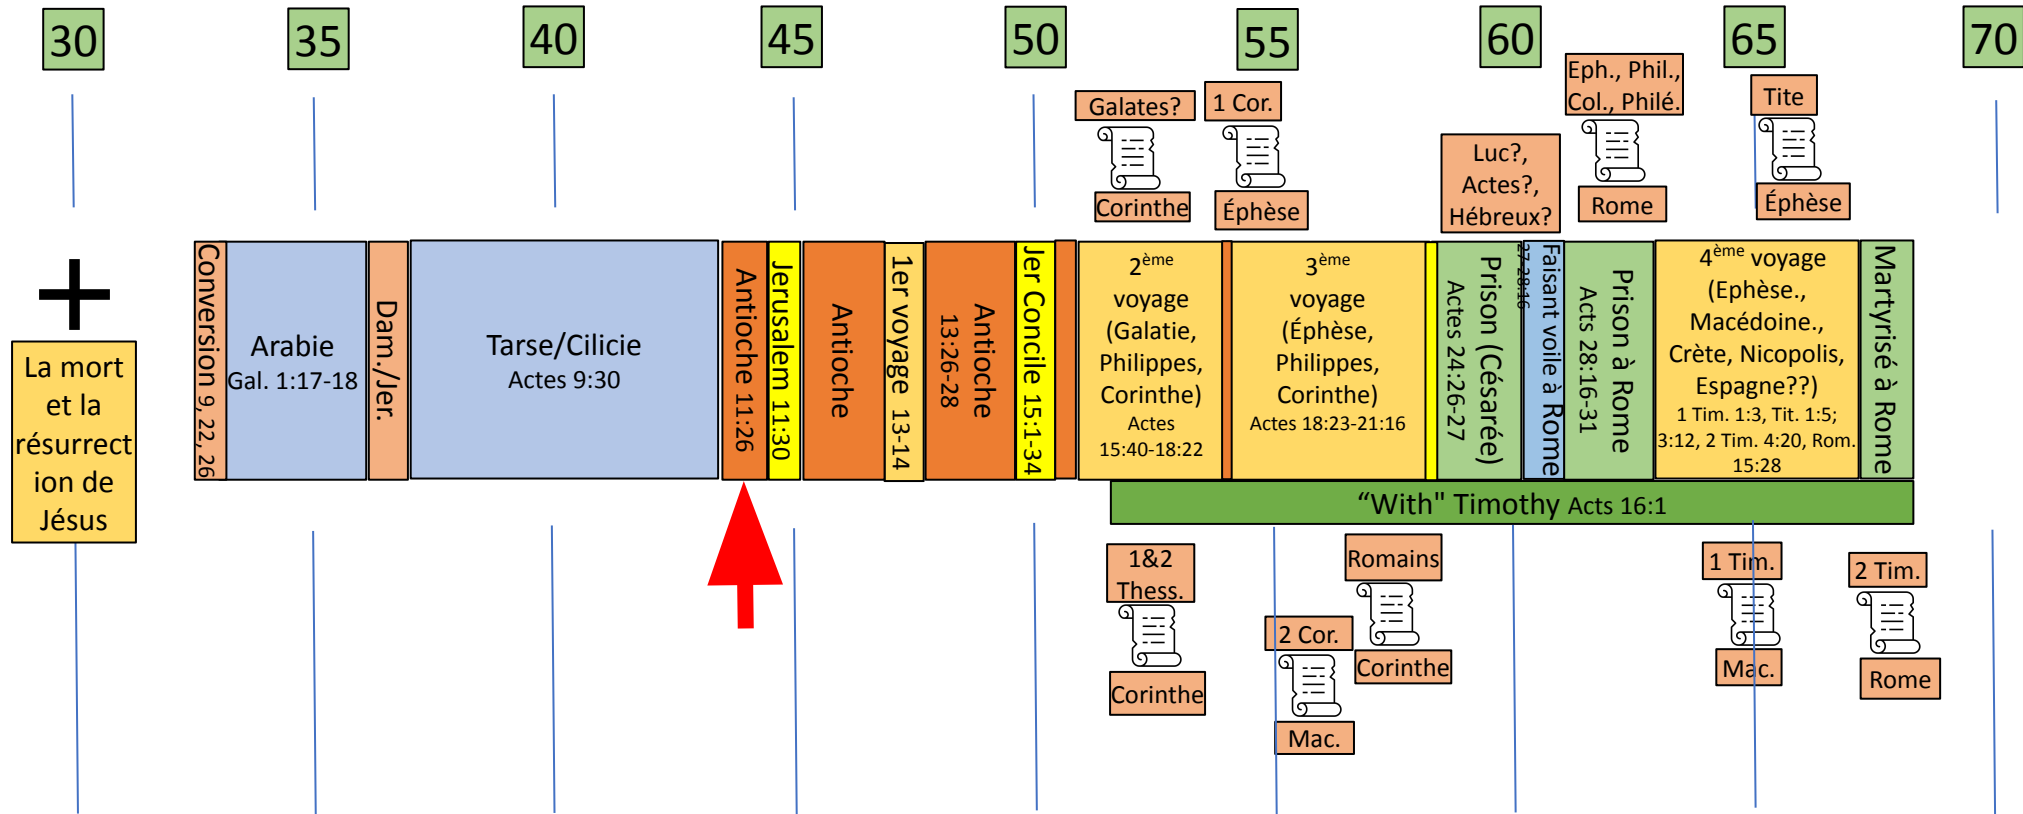 30
35
40
45
50
55
60
65
70
Galates?
Corinthe
1 Cor.
Éphèse
Luc?,
Actes?,
Hébreux?
Eph., Phil.,
Col., Philé.
Rome
Tite
Éphèse
La mort
et la
résurrect
ion de
Jésus
Conversion 9, 22, 26
Arabie
Gal. 1:17-18
Dam./Jer.
Tarse/Cilicie
Actes 9:30
Antioche 11:26
Jerusalem 11:30
Antioche
1er voyage 13-14
Antioche
13:26-28
Jer Concile 15:1-34
2ème
voyage
(Galatie,
Philippes,
Corinthe)
Actes
15:40-18:22
3ème
voyage
(Éphèse,
Philippes,
Corinthe)
Actes 18:23-21:16
Prison (Césarée)
Actes 24:26-27
Faisant voile à Rome
27-28:16
Prison à Rome
Acts 28:16-31
4ème voyage
(Ephèse.,
Macédoine.,
Crète, Nicopolis,
Espagne??)
1 Tim. 1:3, Tit. 1:5;
3:12, 2 Tim. 4:20, Rom.
15:28
Martyrisé à Rome
“With" Timothy Acts 16:1
1&2
Thess.
Corinthe
2 Cor.
Mac.
Romains
Corinthe
1 Tim.
Mac.
2 Tim.
Rome